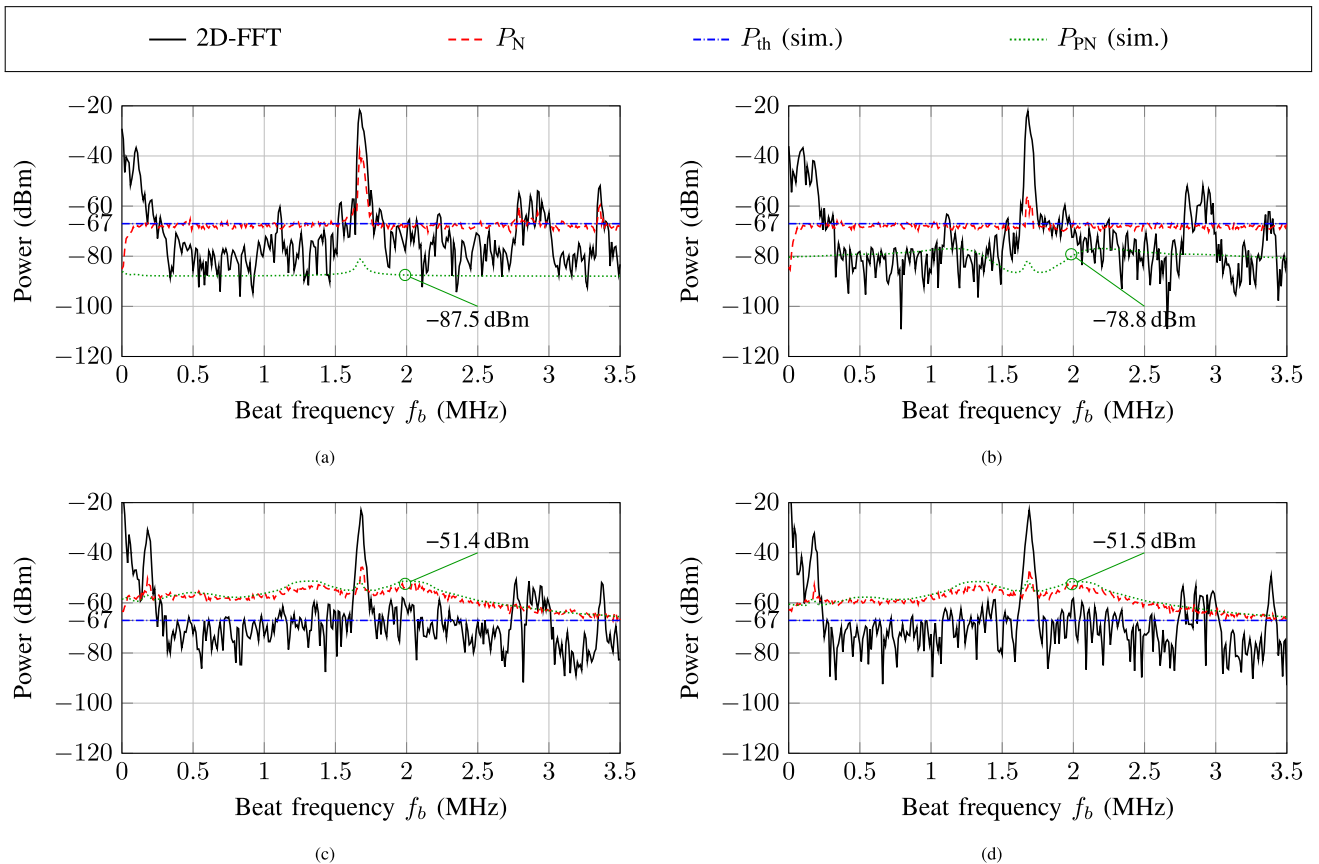 2D-FFT P_N P_th (sim.) P_PN (sim.)
−20 −20
−40 −40
−60 −60
−67 −67
−80 −80
−100 −100
−120 −120
Power (dBm) Power (dBm)
−87.5 dBm −78.8 dBm
0 0.5 1 1.5 2 2.5 3 3.5 0 0.5 1 1.5 2 2.5 3 3.5
Beat frequency f_b (MHz) Beat frequency f_b (MHz)
(a) (b)
−20 −20
−40 −40
−60 −60
−67 −67
−80 −80
−100 −100
−120 −120
Power (dBm) Power (dBm)
−51.4 dBm −51.5 dBm
0 0.5 1 1.5 2 2.5 3 3.5 0 0.5 1 1.5 2 2.5 3 3.5
Beat frequency f_b (MHz) Beat frequency f_b (MHz)
(c) (d)